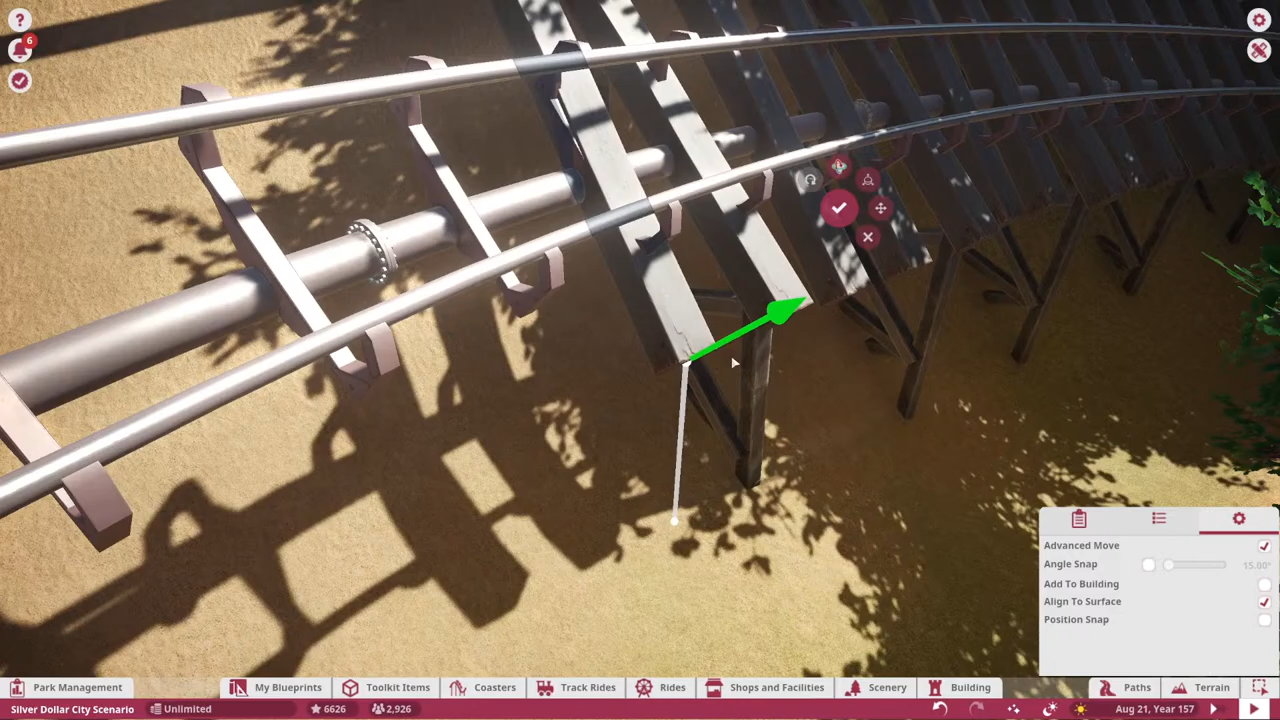 ?
6
Advanced Move
Angle Snap 15.00°
Add To Building
Align To Surface
Position Snap
Park Management
My Blueprints
Toolkit Items
Coasters
Track Rides
Rides
Shops and Facilities
Scenery
Building
Paths
Terrain
Silver Dollar City Scenario
Unlimited
6626
2,926
Aug 21, Year 157